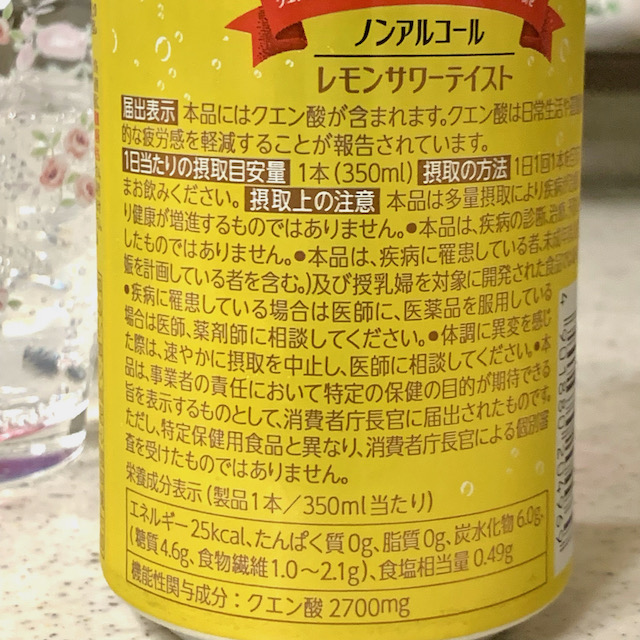 ノンアルコール
レモンサワーテイスト
届出表示 本品にはクエン酸が含まれます。クエン酸は日常生活や
的な疲労感を軽減することが報告されています。
1日当たりの摂取目安量 1本(350ml) 摂取の方法 1日1回1本を
まお飲みください。 摂取上の注意 本品は多量摂取により疾病が
り健康が増進するものではありません。●本品は、疾病の診断、治療、
したものではありません。●本品は、疾病に罹患している者、未成年
娠を計画している者を含む。)及び授乳婦を対象に開発された食品では
●疾病に罹患している場合は医師に、医薬品を服用している
場合は医師、薬剤師に相談してください。●体調に異変を感じ
た際は、速やかに摂取を中止し、医師に相談してください。●本
品は、事業者の責任において特定の保健の目的が期待できる
旨を表示するものとして、消費者庁長官に届出されたものです。
ただし、特定保健用食品と異なり、消費者庁長官による個別審
査を受けたものではありません。
栄養成分表示(製品1本/350ml当たり)
エネルギー25kcal、たんぱく質0g、脂質0g、炭水化物6.0g、
(糖質4.6g、食物繊維1.0～2.1g)、食塩相当量0.49g
機能性関与成分：クエン酸 2700mg